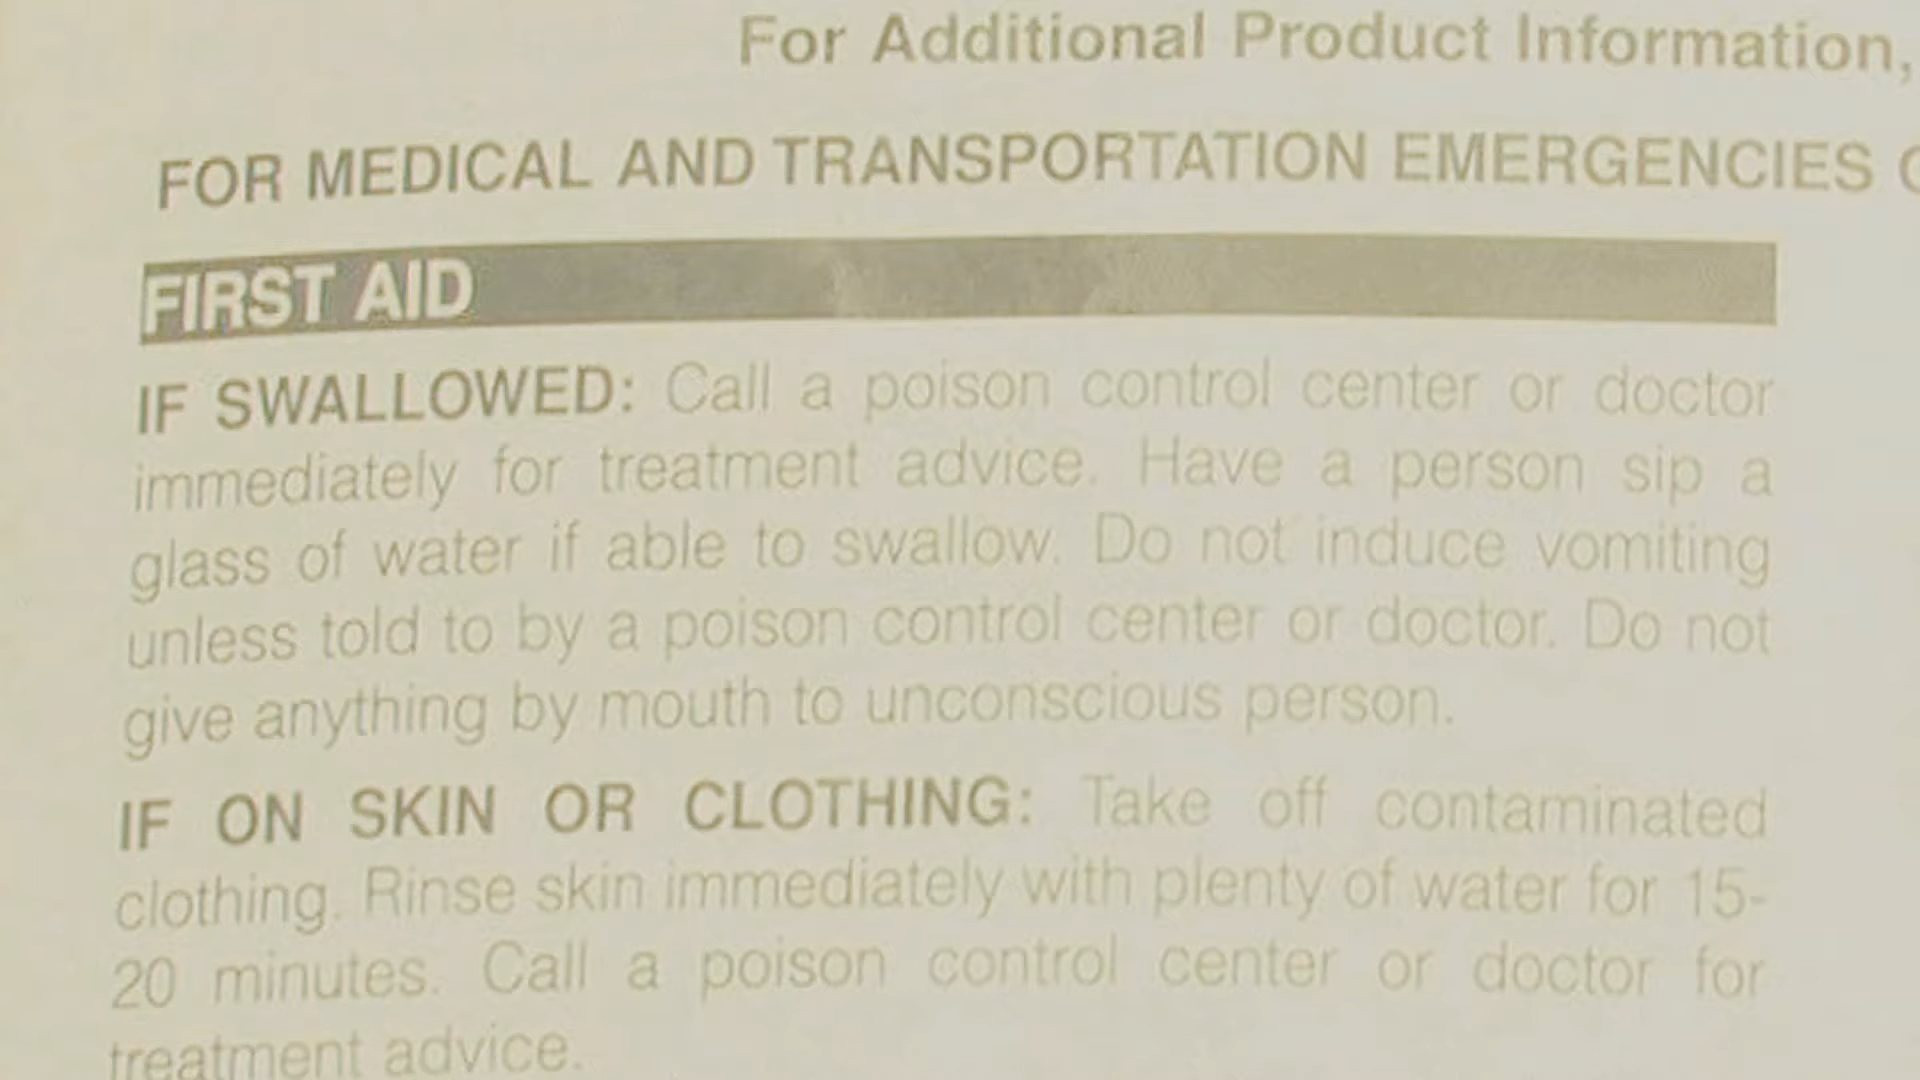 For Additional Product Information,
FOR MEDICAL AND TRANSPORTATION EMERGENCIES
FIRST AID
IF SWALLOWED: Call a poison control center or doctor
immediately for treatment advice. Have a person sip a
glass of water if able to swallow. Do not induce vomiting
unless told to by a poison control center or doctor. Do not
give anything by mouth to unconscious person.
IF ON SKIN OR CLOTHING: Take off contaminated
clothing. Rinse skin immediately with plenty of water for 15-
20 minutes. Call a poison control center or doctor for
treatment advice.